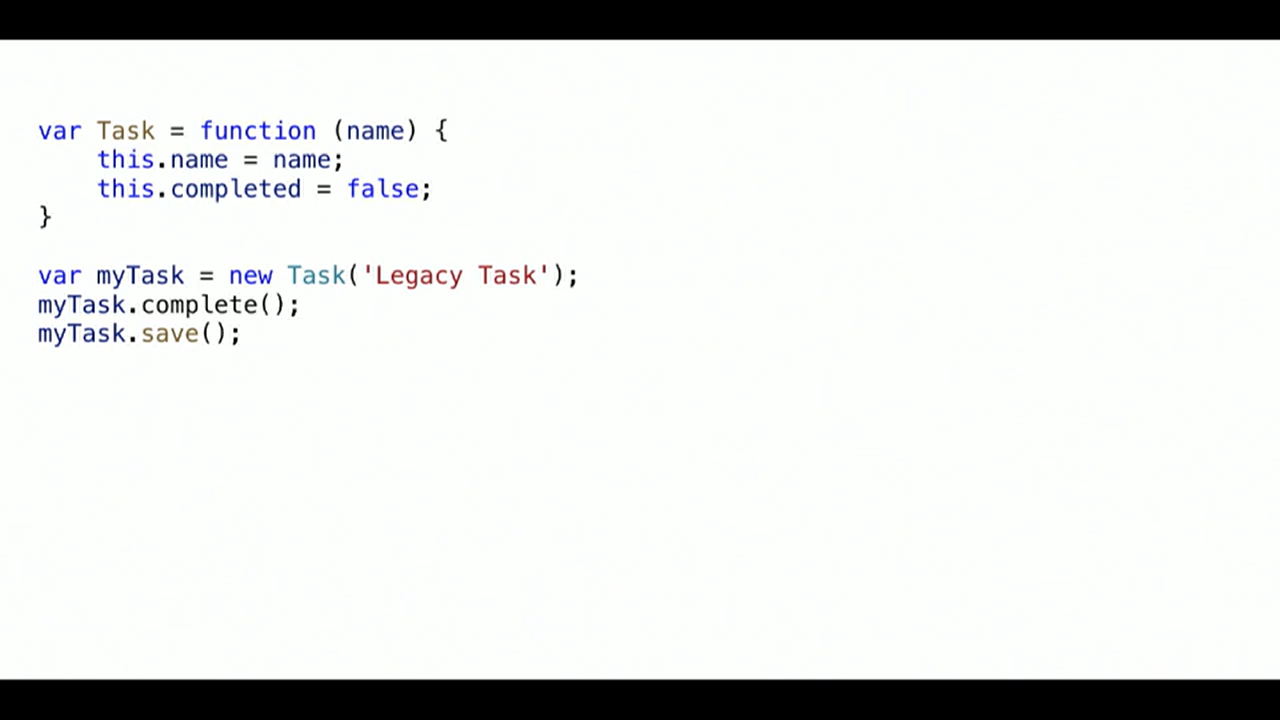 var Task = function (name) {
    this.name = name;
    this.completed = false;
}
var myTask = new Task('Legacy Task');
myTask.complete();
myTask.save();